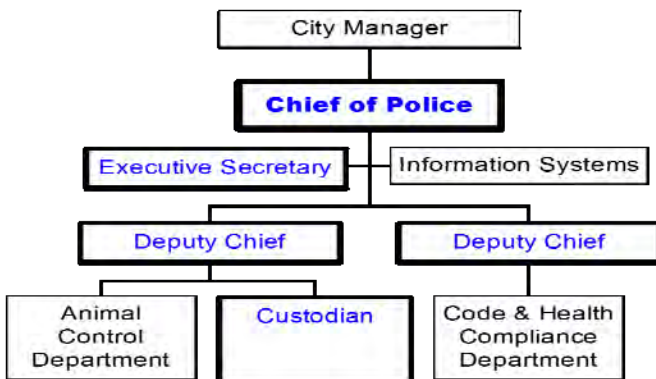 City Manager
Chief of Police
Executive Secretary
Information Systems
Deputy Chief
Deputy Chief
Animal
Control
Department
Custodian
Code & Health
Compliance
Department